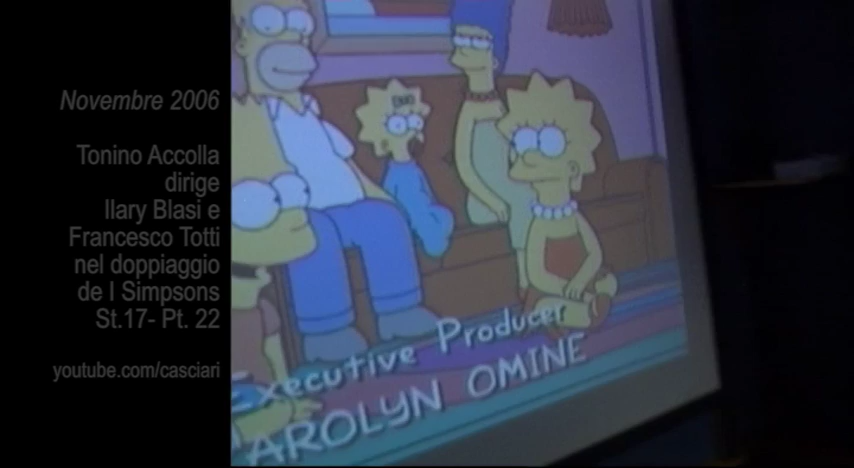 Novembre 2006
Tonino Accolla
dirige
Ilary Blasi e
Francesco Totti
nel doppiaggio
de I Simpsons
St.17- Pt. 22
youtube.com/casciari
Executive Producer
AROLYN OMINE